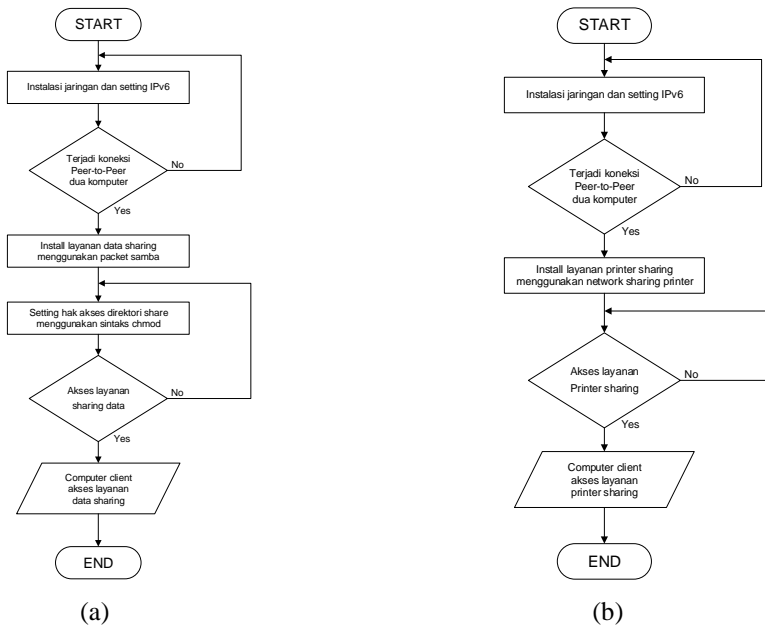 START
Instalasi jaringan dan setting IPv6
Terjadi koneksi
Peer-to-Peer
dua komputer
No
Yes
Install layanan data sharing
menggunakan packet samba
Setting hak akses direktori share
menggunakan sintaks chmod
Akses layanan
sharing data
No
Yes
Computer client
akses layanan
data sharing
END
(a)
START
Instalasi jaringan dan setting IPv6
Terjadi koneksi
Peer-to-Peer
dua komputer
No
Yes
Install layanan printer sharing
menggunakan network sharing printer
Akses layanan
Printer sharing
No
Yes
Computer client
akses layanan
printer sharing
END
(b)